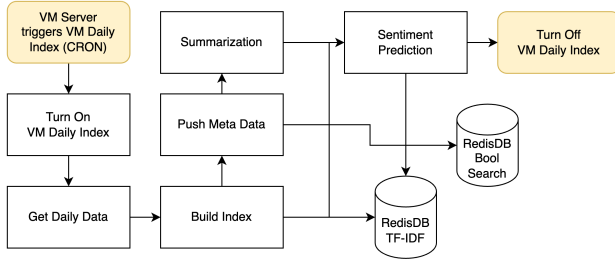 VM Server
triggers VM Daily
Index (CRON)
Summarization
Sentiment
Prediction
Turn Off
VM Daily Index
Turn On
VM Daily Index
Push Meta Data
RedisDB
Bool
Search
Get Daily Data
Build Index
RedisDB
TF-IDF